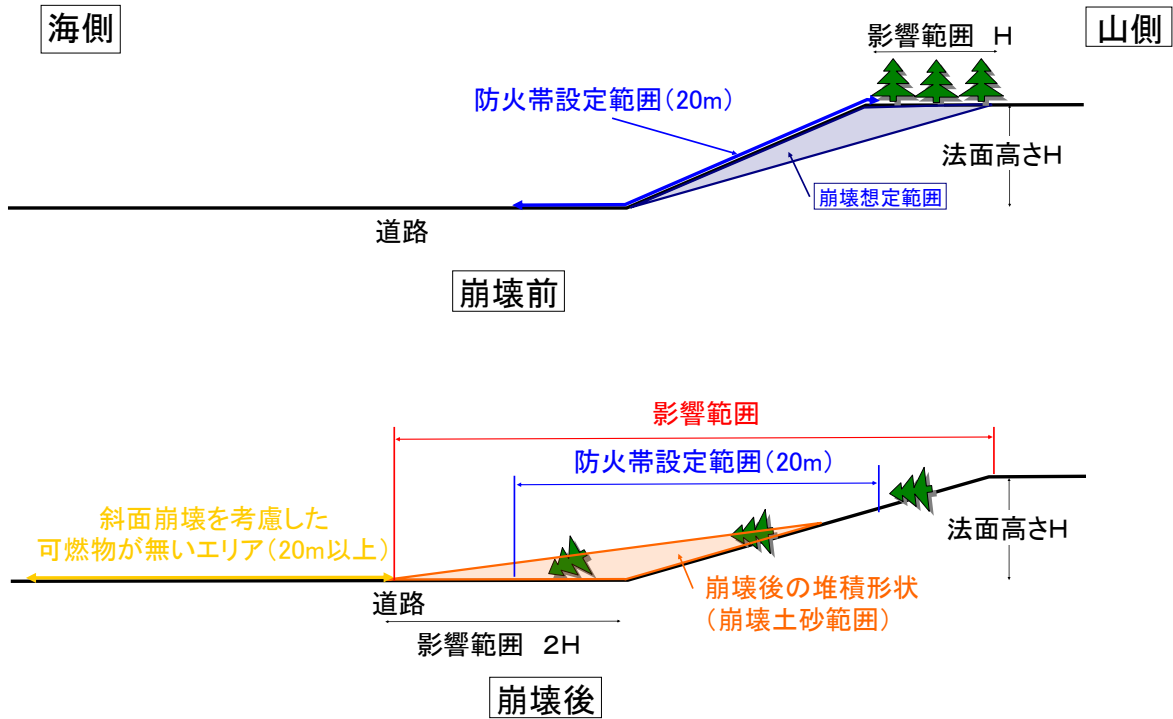 海側
山側
影響範囲 H
防火帯設定範囲(20m)
法面高さH
崩壊想定範囲
道路
崩壊前
影響範囲
防火帯設定範囲(20m)
斜面崩壊を考慮した
可燃物が無いエリア(20m以上)
法面高さH
崩壊後の堆積形状
(崩壊土砂範囲)
道路
影響範囲 2H
崩壊後